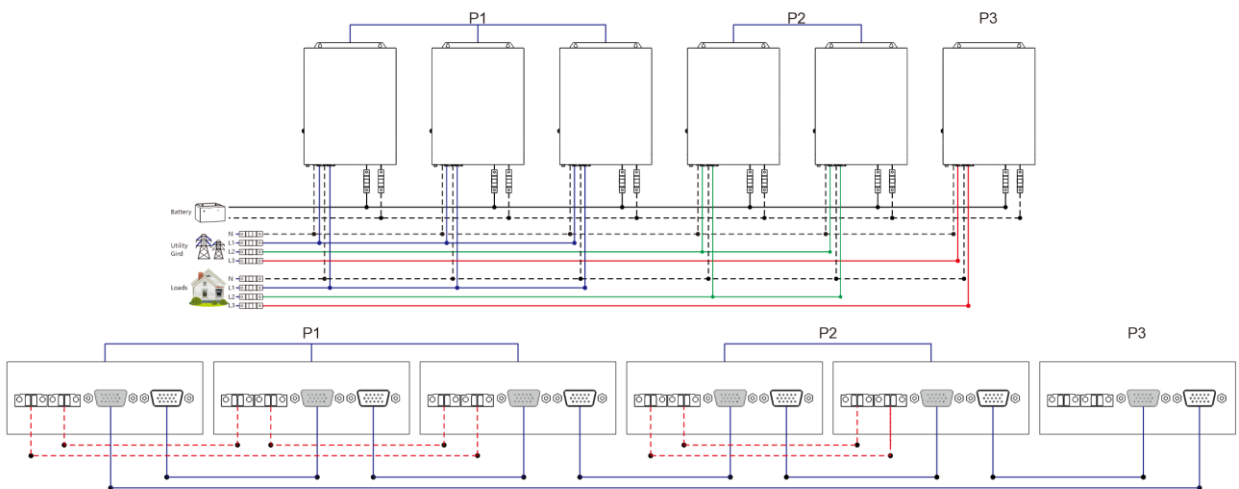 P1 P2 P3
Battery
N
Utility L1
Gird L2
L3
N
Loads L1
L2
L3
P1 P2 P3